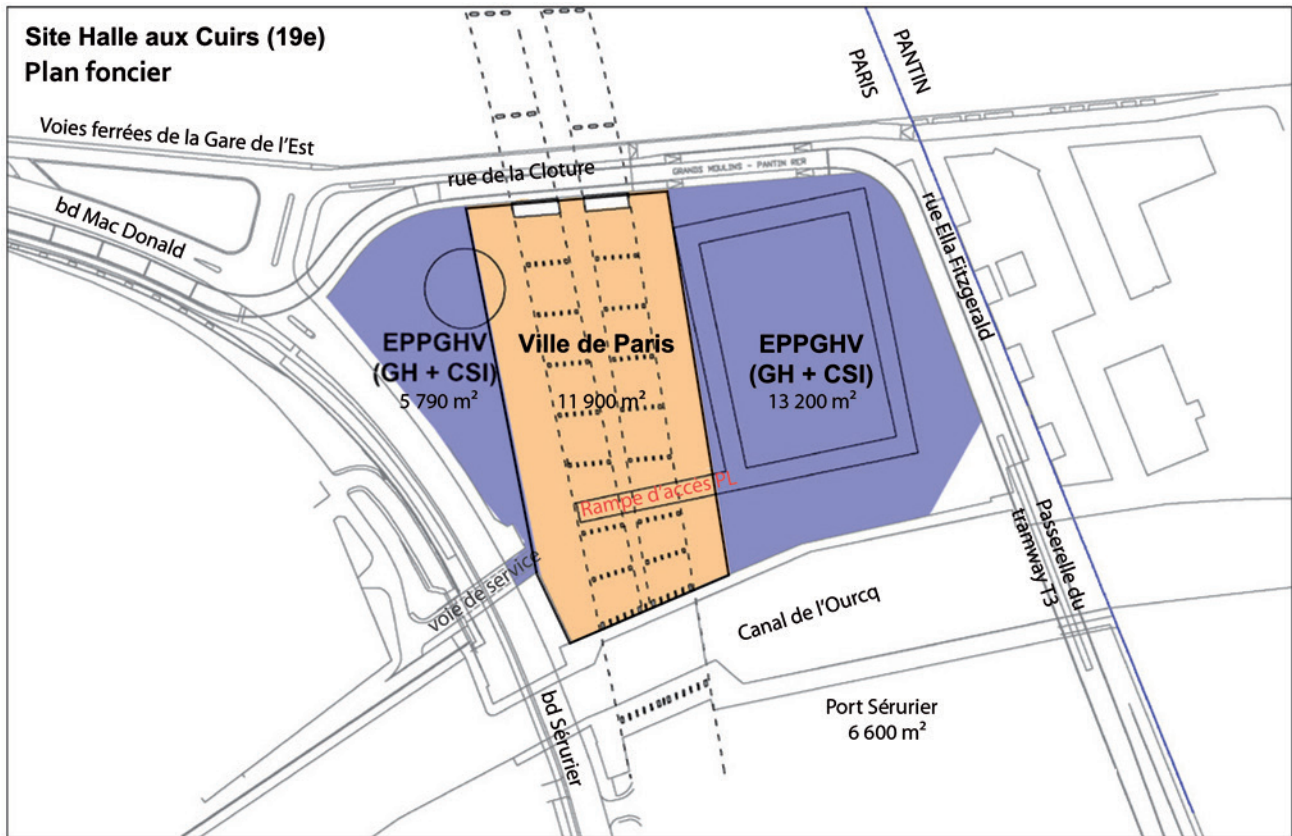 Site Halle aux Cuirs (19e)
Plan foncier
PANTIN
PARIS
Voies ferrées de la Gare de l'Est
rue de la Cloture
GRANDS MOULINS - PANTIN RER
bd Mac Donald
rue Ella Fitzgerald
EPPGHV
(GH + CSI)
5 790 m²
Ville de Paris
11 900 m²
EPPGHV
(GH + CSI)
13 200 m²
Rampe d'accès PL
voie de service
Passerelle du
tramway T3
Canal de l'Ourcq
bd Sérurier
Port Sérurier
6 600 m²